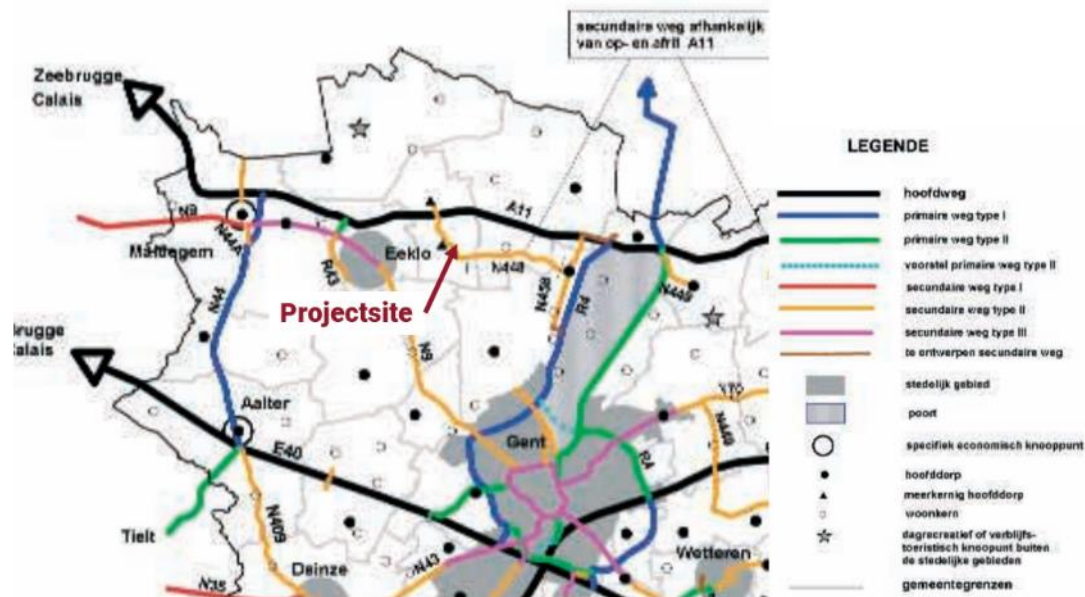 secundaire weg afhankelijk
van op- en afrit A11
Zeebrugge
Calais
N9
N44A
Maldegem
R43
Eeklo
A11
N448
N458
R4
N449
Projectsite
N44
N9
Calais
Aalter
E40
Gent
N449
R4
Tielt
N409
Deinze
N43
Wetteren
N35
LEGENDE
hoofdweg
primaire weg type I
primaire weg type II
voorstel primaire weg type II
secundaire weg type I
secundaire weg type II
secundaire weg type III
te ontwerpen secundaire weg
stedelijk gebied
poort
specifiek economisch knooppunt
hoofddorp
meerkernig hoofddorp
woonkern
dagrecreatief of verblijfs-
toeristisch knooppunt buiten
de stedelijke gebieden
gemeentegrenzen